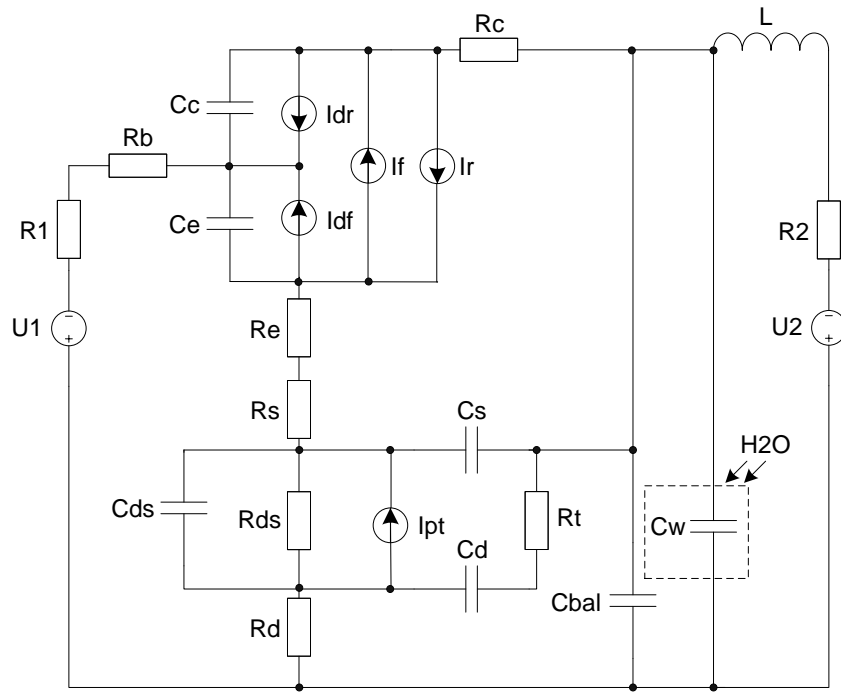 L
Rc
Cc
Idr
Rb
If
Ir
R1
Ce
Idf
R2
U1
Re
U2
Rs
Cs
H2O
Cds
Rds
Ipt
Rt
Cw
Cd
Cbal
Rd